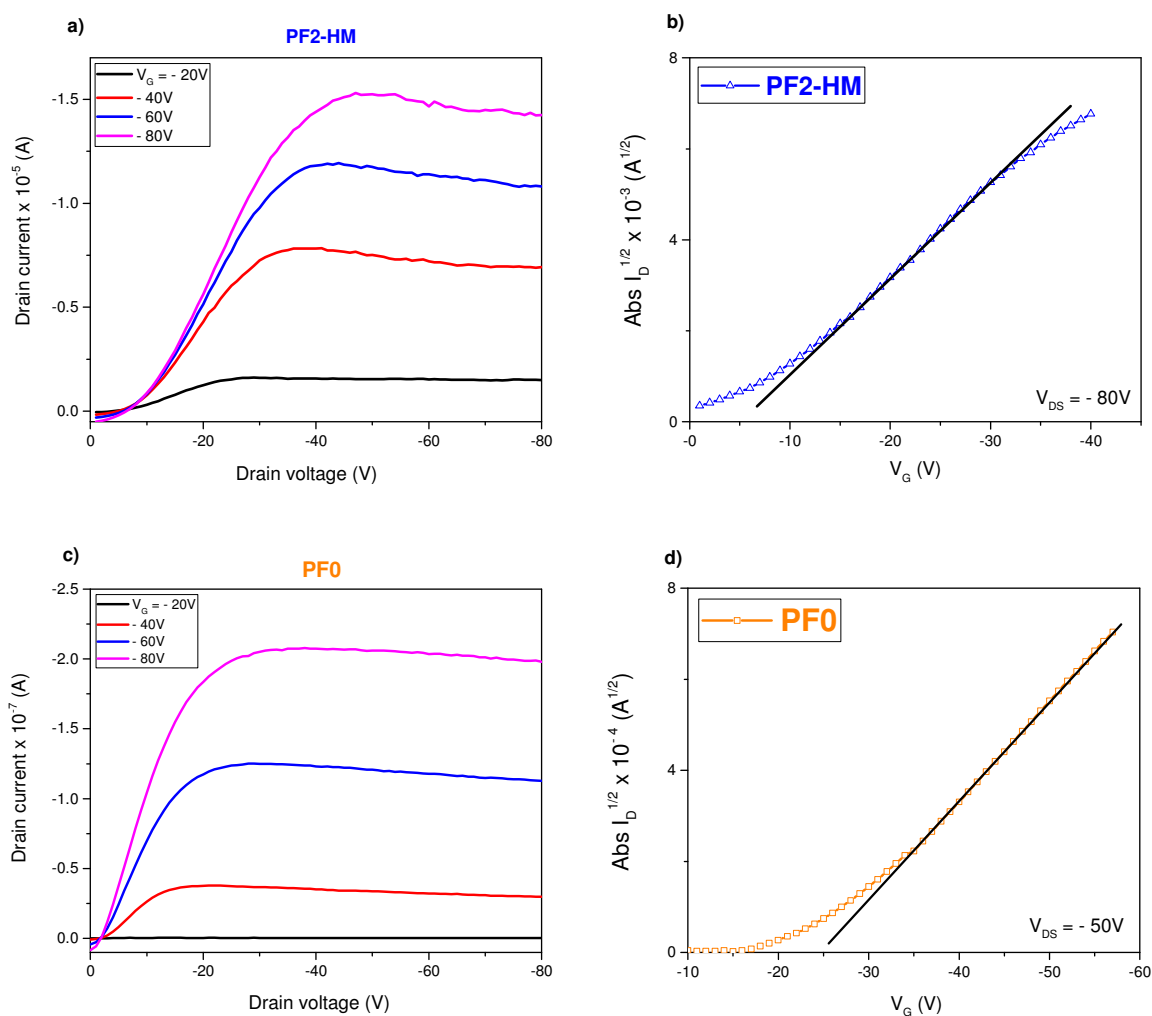 a)
PF2-HM
V_G = - 20V
- 40V
- 60V
- 80V
Drain current x 10^-5 (A)
-1.5
-1.0
-0.5
0.0
0
-20
-40
-60
-80
Drain voltage (V)
b)
PF2-HM
Abs I_D^1/2 x 10^-3 (A^1/2)
8
4
0
V_DS = - 80V
-0
-10
-20
-30
-40
V_G (V)
c)
PF0
V_G = - 20V
- 40V
- 60V
- 80V
Drain current x 10^-7 (A)
-2.5
-2.0
-1.5
-1.0
-0.5
0.0
0
-20
-40
-60
-80
Drain voltage (V)
d)
PF0
Abs I_D^1/2 x 10^-4 (A^1/2)
8
4
0
V_DS = - 50V
-10
-20
-30
-40
-50
-60
V_G (V)